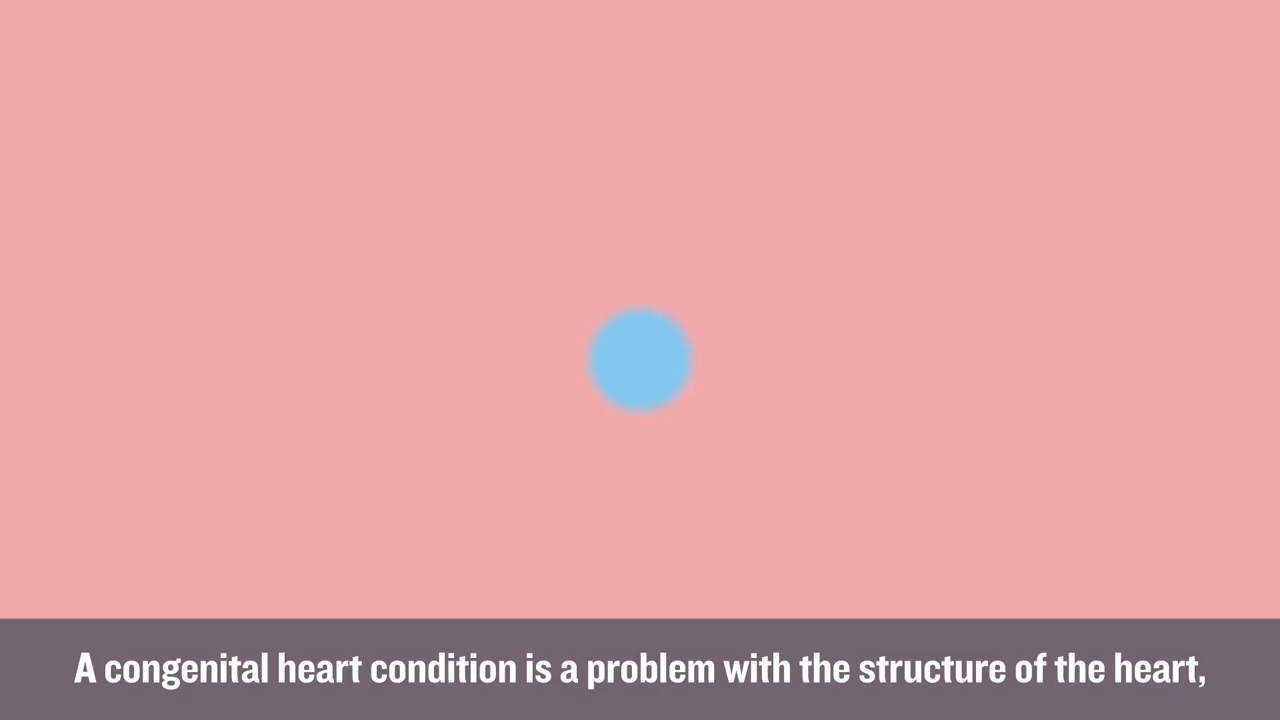 A congenital heart condition is a problem with the structure of the heart,